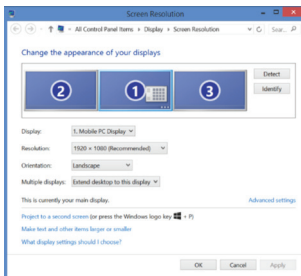 Screen Resolution
All Control Panel Items Display Screen Resolution
Change the appearance of your displays
2
1
3
Detect
Identify
Display: 1. Mobile PC Display
Resolution: 1920 × 1080 (Recommended)
Orientation: Landscape
Multiple displays: Extend desktop to this display
This is currently your main display. Advanced settings
Project to a second screen (or press the Windows logo key + P)
Make text and other items larger or smaller
What display settings should I choose?
OK Cancel Apply